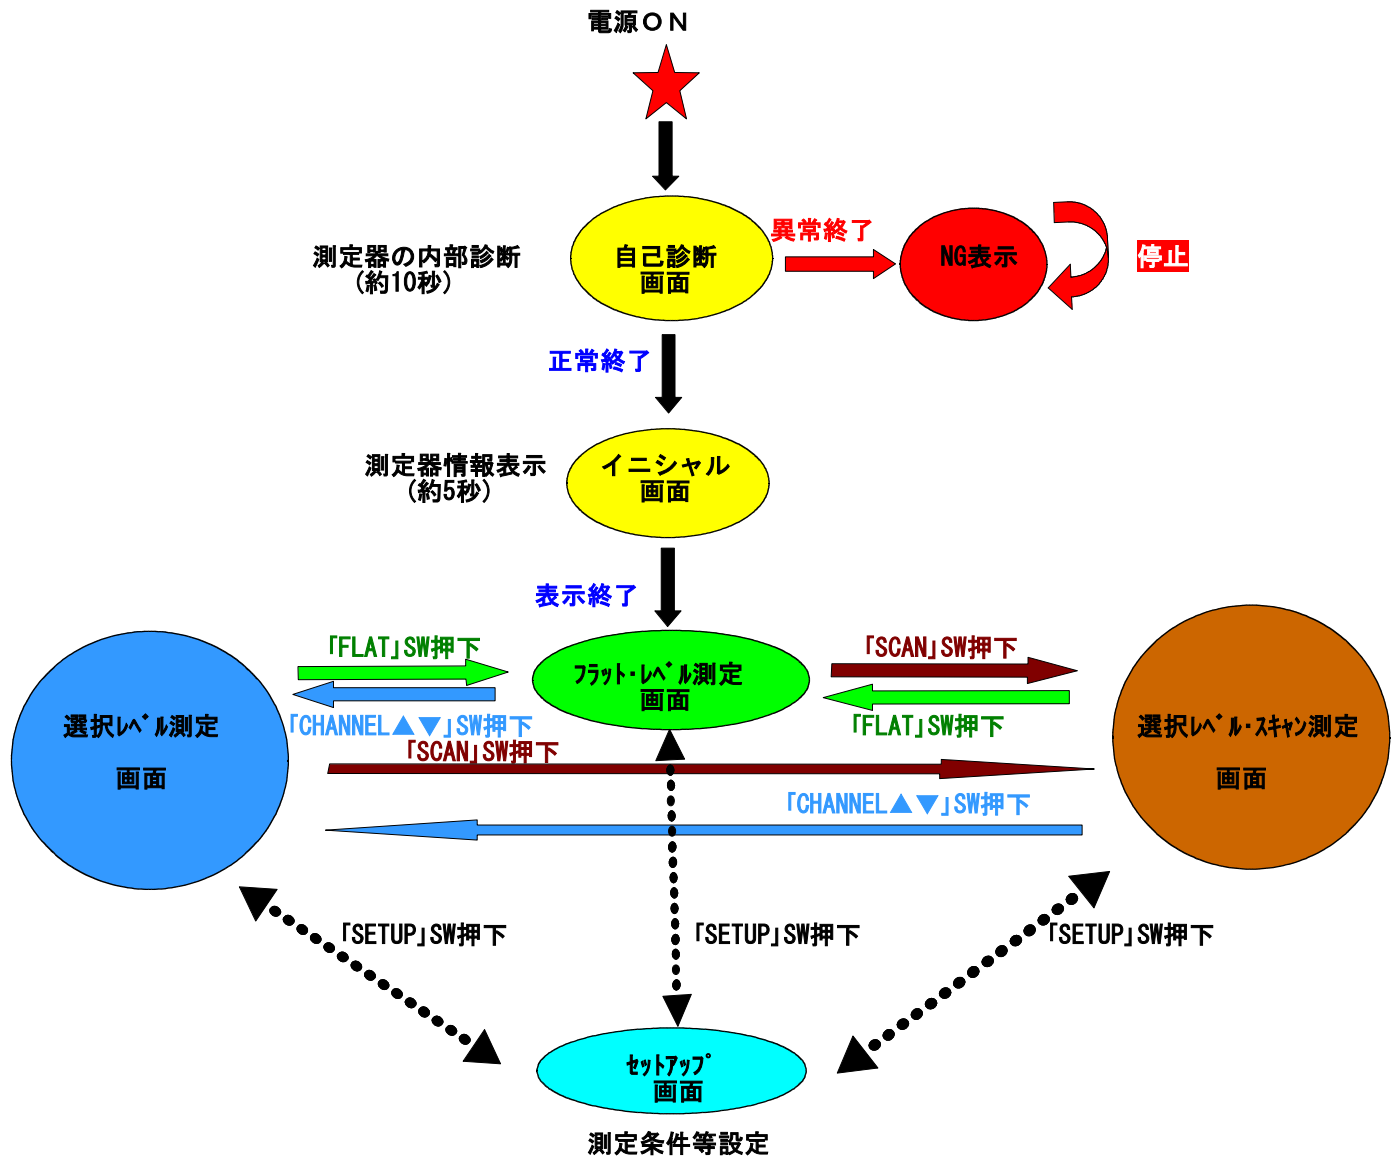 電源ＯＮ
測定器の内部診断
(約10秒)
自己診断
画面
異常終了
NG表示
停止
正常終了
測定器情報表示
(約5秒)
イニシャル
画面
表示終了
「FLAT」SW押下
「SCAN」SW押下
ﾌﾗｯﾄ･ﾚﾍﾞﾙ測定
画面
「CHANNEL▲▼」SW押下
「FLAT」SW押下
選択ﾚﾍﾞﾙ測定
画面
選択ﾚﾍﾞﾙ･ｽｷｬﾝ測定
画面
「SCAN」SW押下
「CHANNEL▲▼」SW押下
「SETUP」SW押下
「SETUP」SW押下
「SETUP」SW押下
ｾｯﾄｱｯﾌﾟ
画面
測定条件等設定